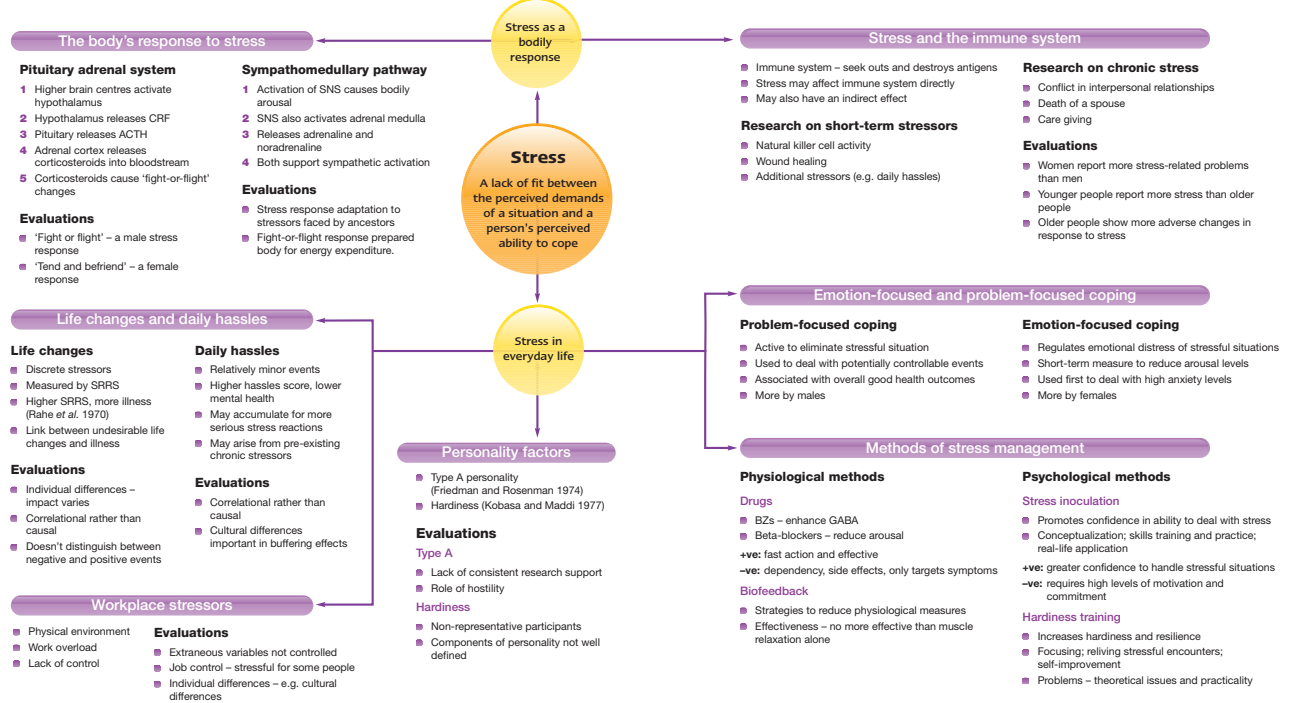 Stress as a
bodily
response
The body's response to stress
Pituitary adrenal system
1 Higher brain centres activate
hypothalamus
2 Hypothalamus releases CRF
3 Pituitary releases ACTH
4 Adrenal cortex releases
corticosteroids into bloodstream
5 Corticosteroids cause 'fight-or-flight'
changes
Evaluations
'Fight or flight' – a male stress
response
'Tend and befriend' – a female
response
Sympathomedullary pathway
1 Activation of SNS causes bodily
arousal
2 SNS also activates adrenal medulla
3 Releases adrenaline and
noradrenaline
4 Both support sympathetic activation
Evaluations
Stress response adaptation to
stressors faced by ancestors
Fight-or-flight response prepared
body for energy expenditure.
Stress
A lack of fit between
the perceived demands
of a situation and a
person's perceived
ability to cope
Stress and the immune system
Immune system – seek outs and destroys antigens
Stress may affect immune system directly
May also have an indirect effect
Research on short-term stressors
Natural killer cell activity
Wound healing
Additional stressors (e.g. daily hassles)
Research on chronic stress
Conflict in interpersonal relationships
Death of a spouse
Care giving
Evaluations
Women report more stress-related problems
than men
Younger people report more stress than older
people
Older people show more adverse changes in
response to stress
Stress in
everyday life
Life changes and daily hassles
Life changes
Discrete stressors
Measured by SRRS
Higher SRRS, more illness
(Rahe et al. 1970)
Link between undesirable life
changes and illness
Evaluations
Individual differences –
impact varies
Correlational rather than
causal
Doesn't distinguish between
negative and positive events
Daily hassles
Relatively minor events
Higher hassles score, lower
mental health
May accumulate for more
serious stress reactions
May arise from pre-existing
chronic stressors
Evaluations
Correlational rather than
causal
Cultural differences
important in buffering effects
Workplace stressors
Physical environment
Work overload
Lack of control
Evaluations
Extraneous variables not controlled
Job control – stressful for some people
Individual differences – e.g. cultural
differences
Personality factors
Type A personality
(Friedman and Rosenman 1974)
Hardiness (Kobasa and Maddi 1977)
Evaluations
Type A
Lack of consistent research support
Role of hostility
Hardiness
Non-representative participants
Components of personality not well
defined
Emotion-focused and problem-focused coping
Problem-focused coping
Active to eliminate stressful situation
Used to deal with potentially controllable events
Associated with overall good health outcomes
More by males
Emotion-focused coping
Regulates emotional distress of stressful situations
Short-term measure to reduce arousal levels
Used first to deal with high anxiety levels
More by females
Methods of stress management
Physiological methods
Drugs
BZs – enhance GABA
Beta-blockers – reduce arousal
+ve: fast action and effective
–ve: dependency, side effects, only targets symptoms
Biofeedback
Strategies to reduce physiological measures
Effectiveness – no more effective than muscle
relaxation alone
Psychological methods
Stress inoculation
Promotes confidence in ability to deal with stress
Conceptualization; skills training and practice;
real-life application
+ve: greater confidence to handle stressful situations
–ve: requires high levels of motivation and
commitment
Hardiness training
Increases hardiness and resilience
Focusing; reliving stressful encounters;
self-improvement
Problems – theoretical issues and practicality